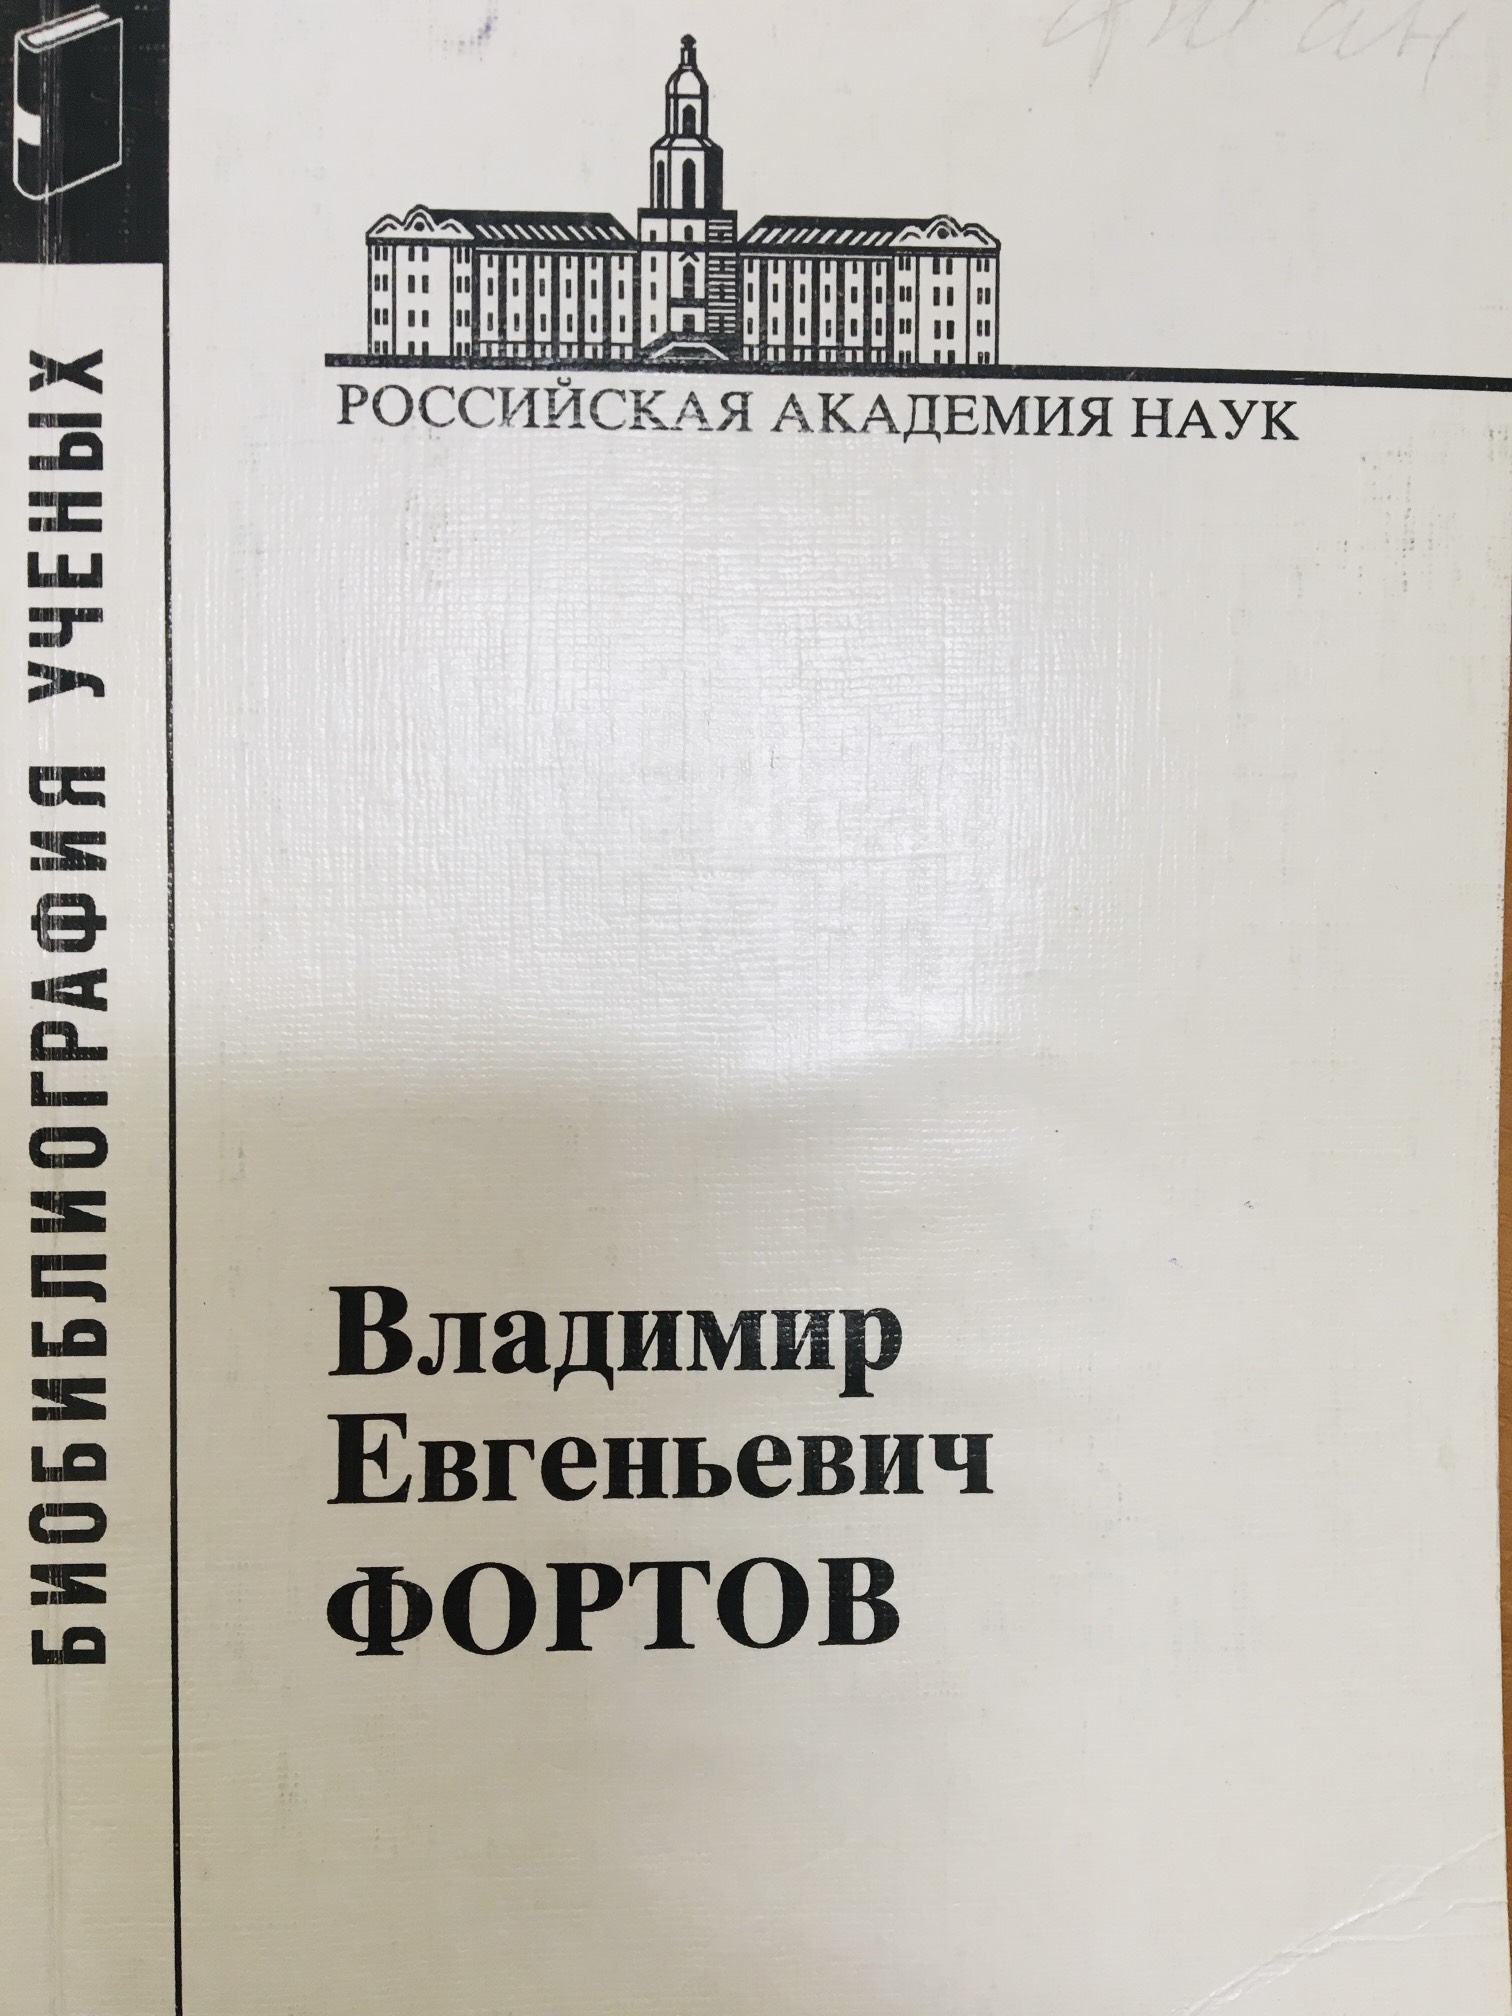 РОССИЙСКАЯ АКАДЕМИЯ НАУК
БИОБИБЛИОГРАФИЯ УЧЕНЫХ
Владимир
Евгеньевич
ФОРТОВ